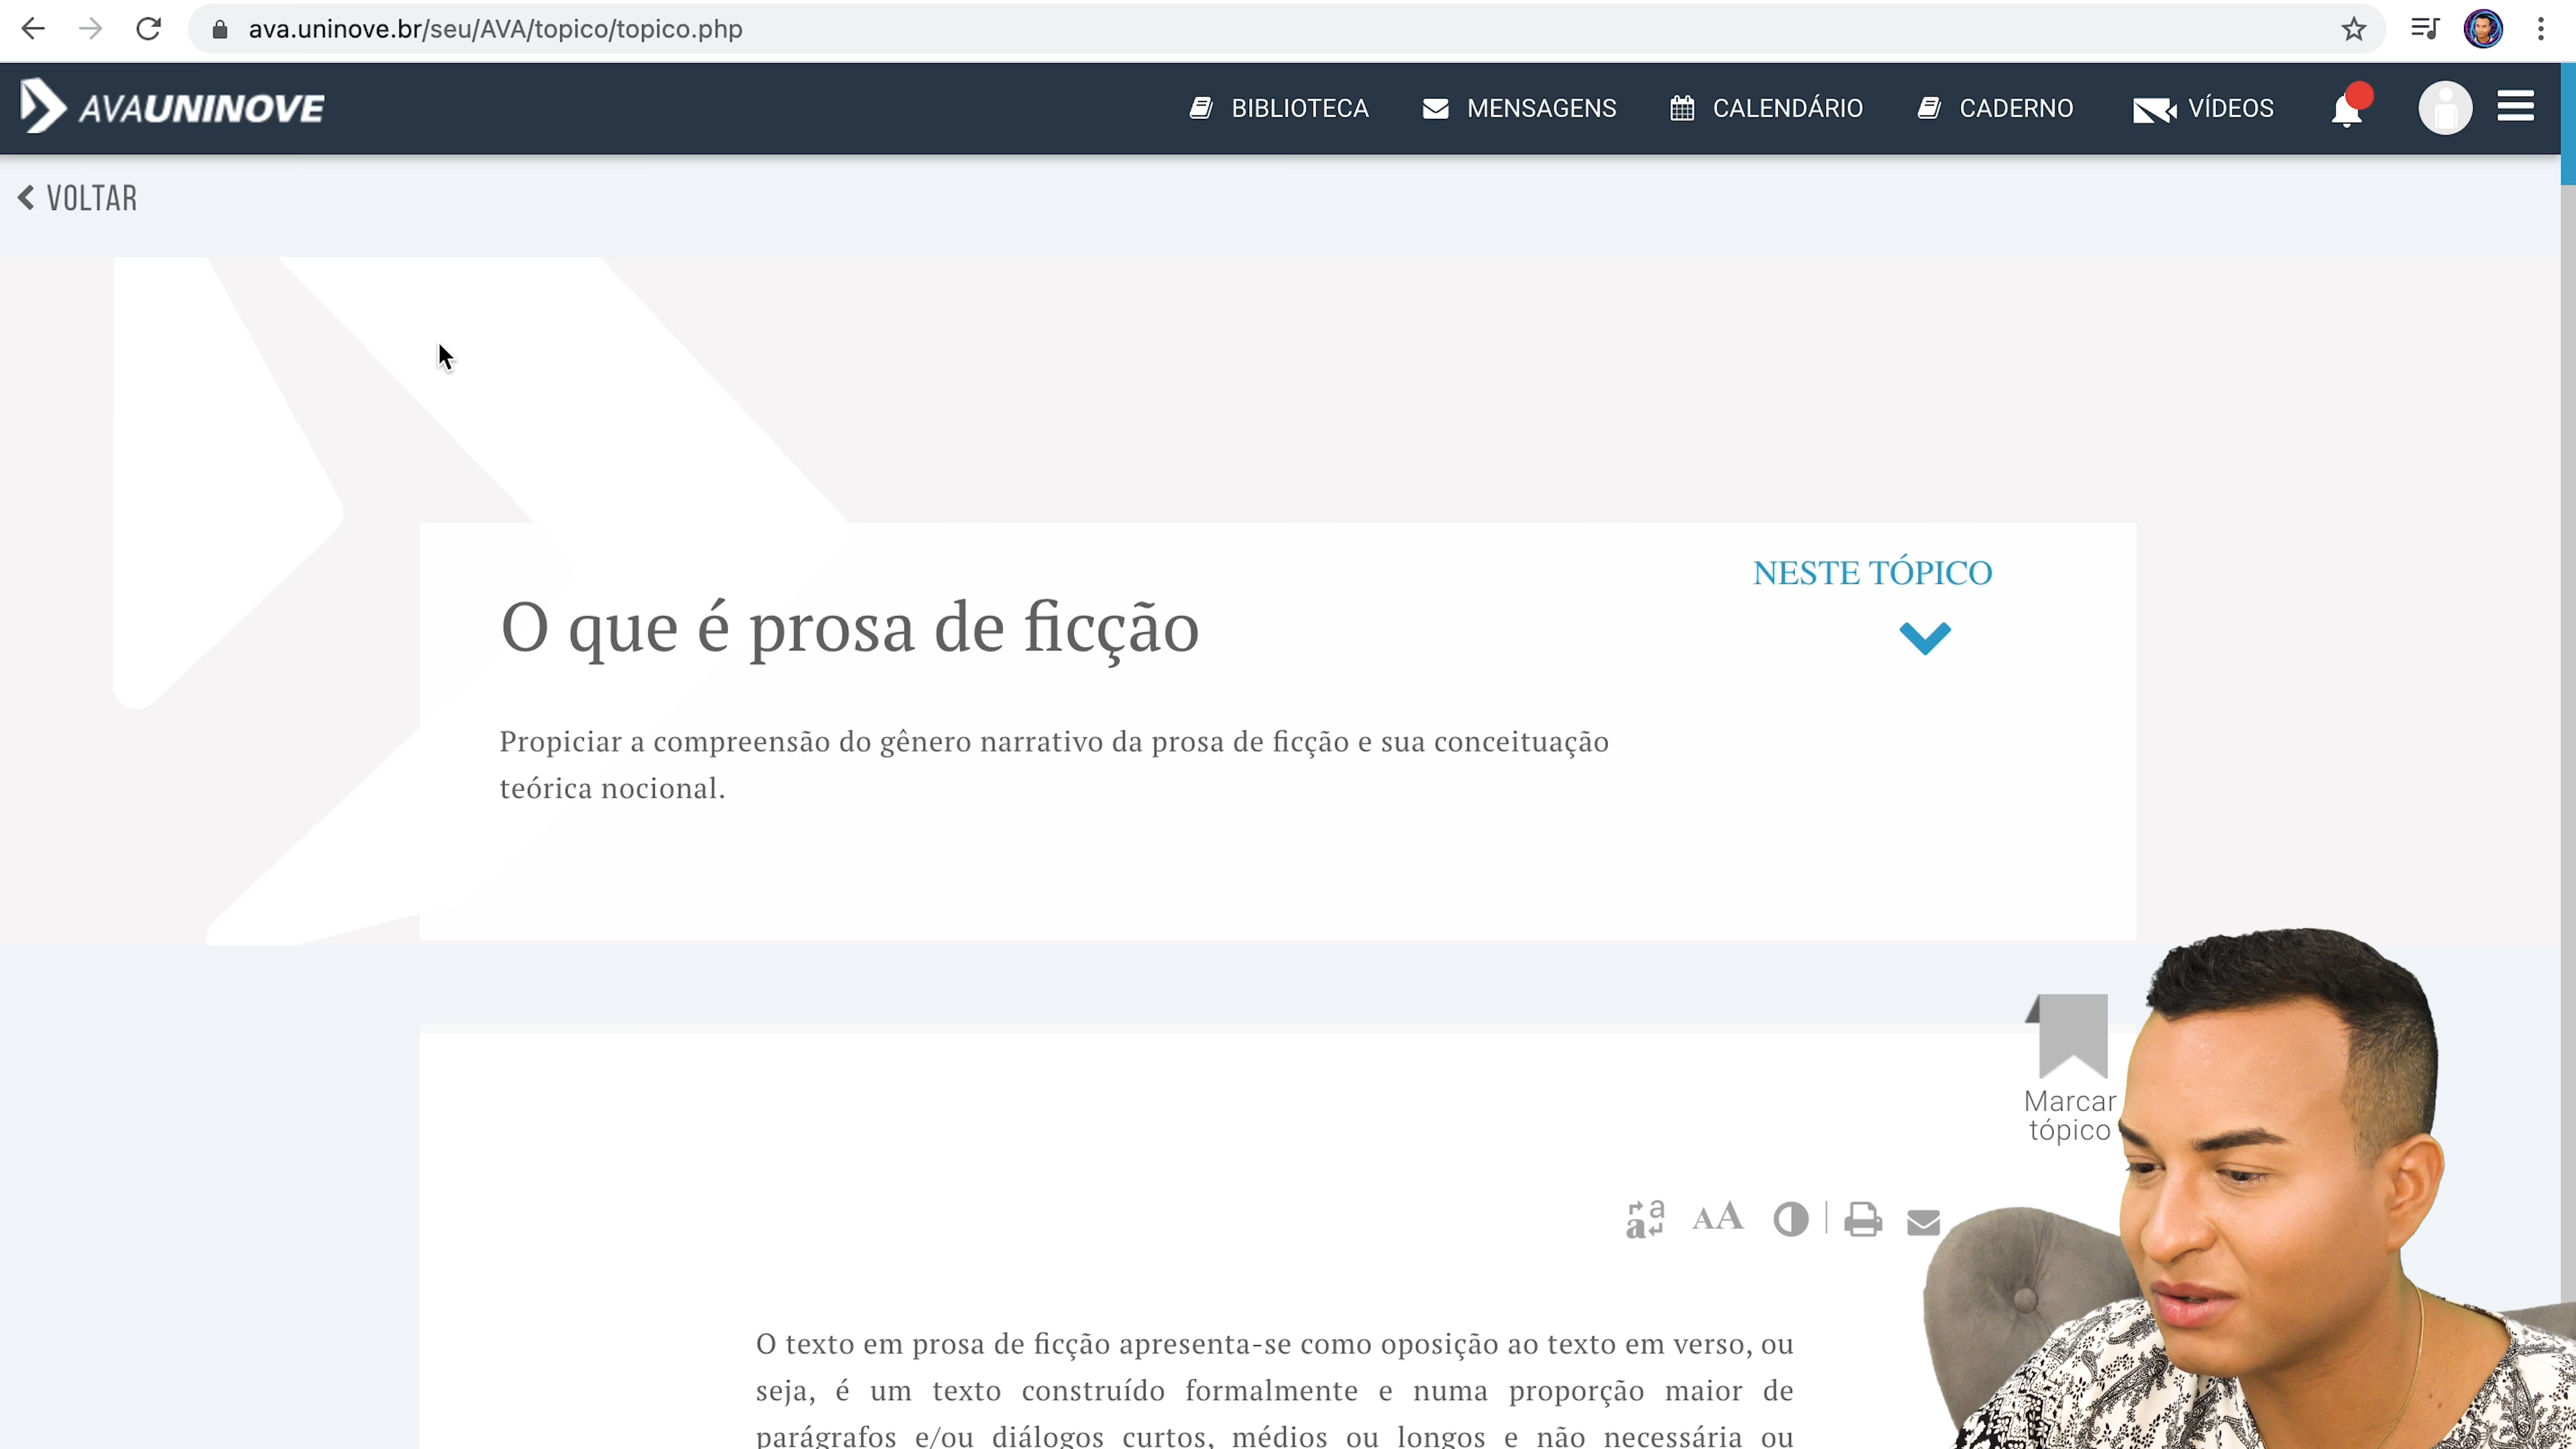 ava.uninove.br/seu/AVA/topico/topico.php
AVAUNINOVE
BIBLIOTECA
MENSAGENS
CALENDÁRIO
CADERNO
VÍDEOS
VOLTAR
NESTE TÓPICO
O que é prosa de ficção
Propiciar a compreensão do gênero narrativo da prosa de ficção e sua conceituação
teórica nocional.
Marcar
tópico
O texto em prosa de ficção apresenta-se como oposição ao texto em verso, ou
seja, é um texto construído formalmente e numa proporção maior de
parágrafos e/ou diálogos curtos, médios ou longos e não necessária ou